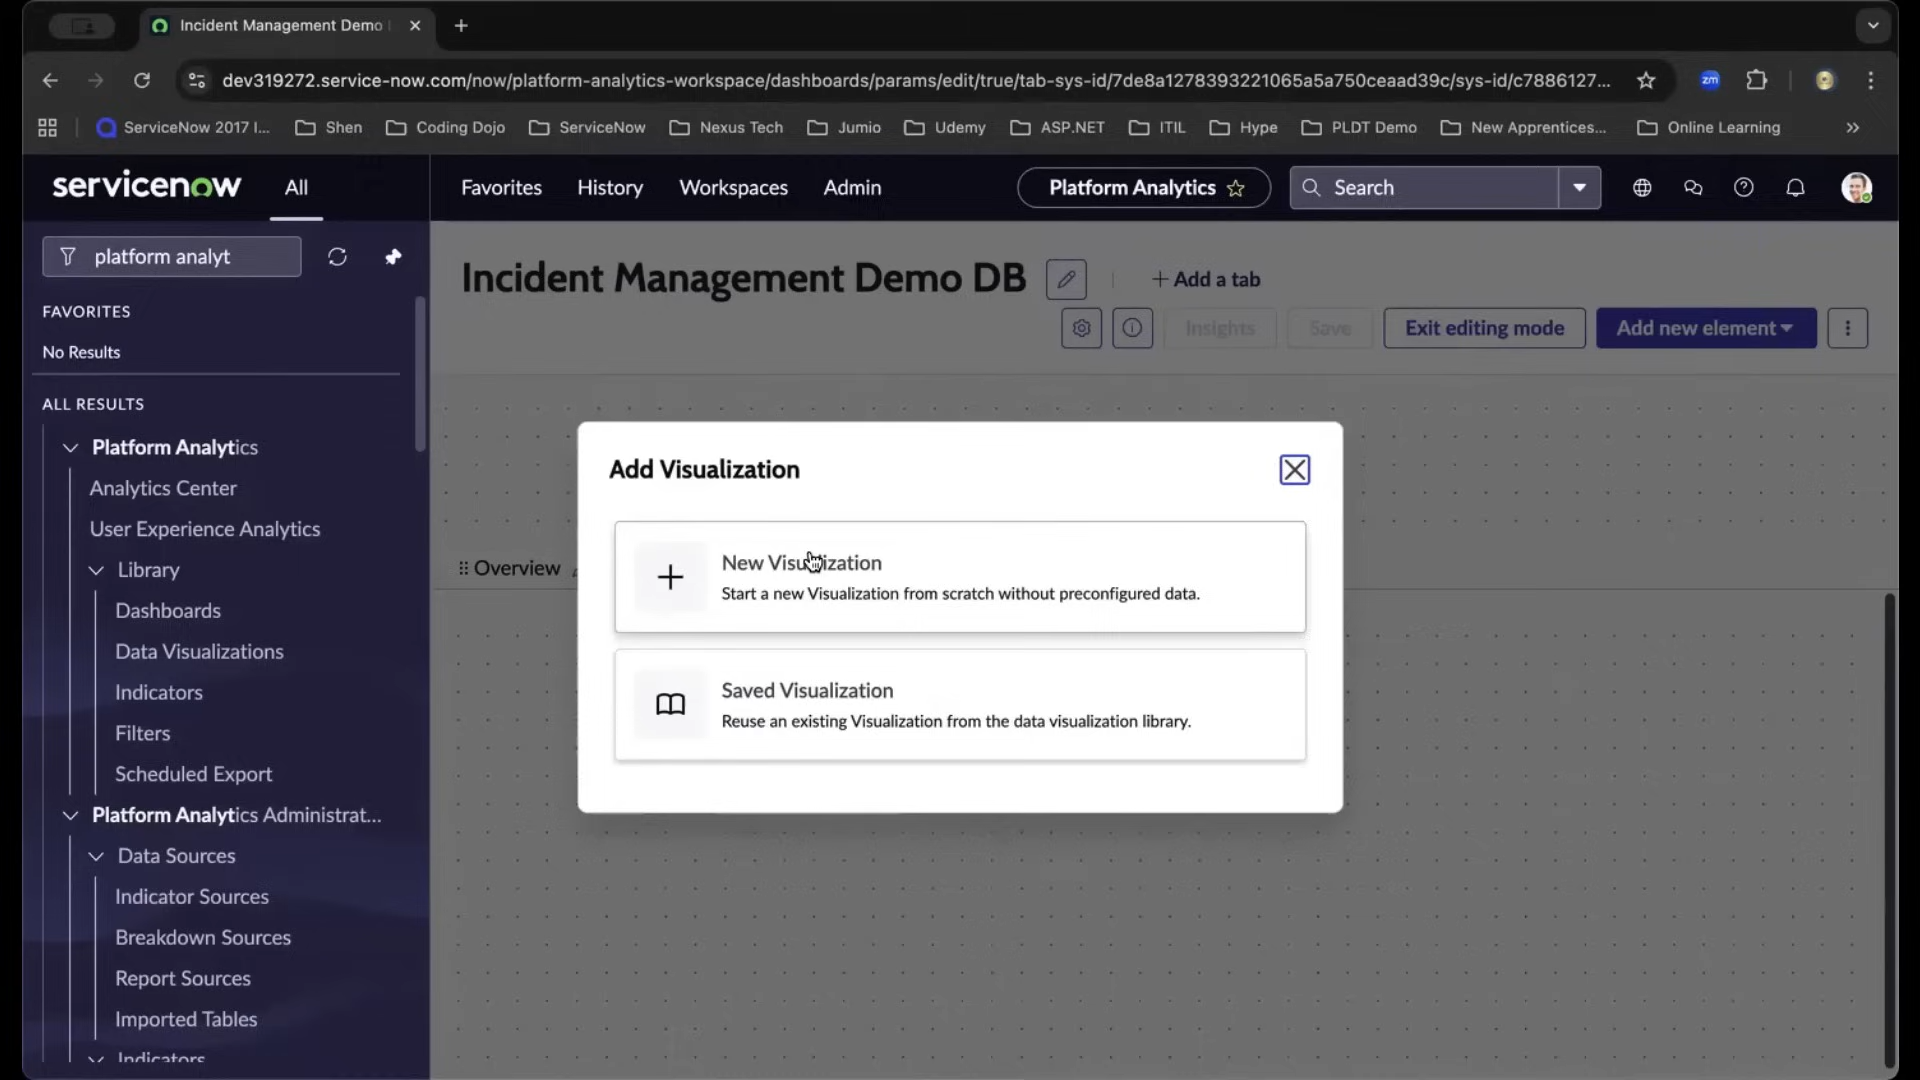 Incident Management Demo
dev319272.service-now.com/now/platform-analytics-workspace/dashboards/params/edit/true/tab-sys-id/7de8a1278393221065a5a750ceaad39c/sys-id/c7886127...
zm
ServiceNow 2017 I...
Shen
Coding Dojo
ServiceNow
Nexus Tech
Jumio
Udemy
ASP.NET
ITIL
Hype
PLDT Demo
New Apprentices...
Online Learning
servicenow
All
Favorites
History
Workspaces
Admin
Platform Analytics
Search
platform analyt
FAVORITES
No Results
ALL RESULTS
Platform Analytics
Analytics Center
User Experience Analytics
Library
Dashboards
Data Visualizations
Indicators
Filters
Scheduled Export
Platform Analytics Administrat...
Data Sources
Indicator Sources
Breakdown Sources
Report Sources
Imported Tables
Indicators
Incident Management Demo DB
+ Add a tab
Insights
Save
Exit editing mode
Add new element
Overview
Add Visualization
New Visualization
Start a new Visualization from scratch without preconfigured data.
Saved Visualization
Reuse an existing Visualization from the data visualization library.